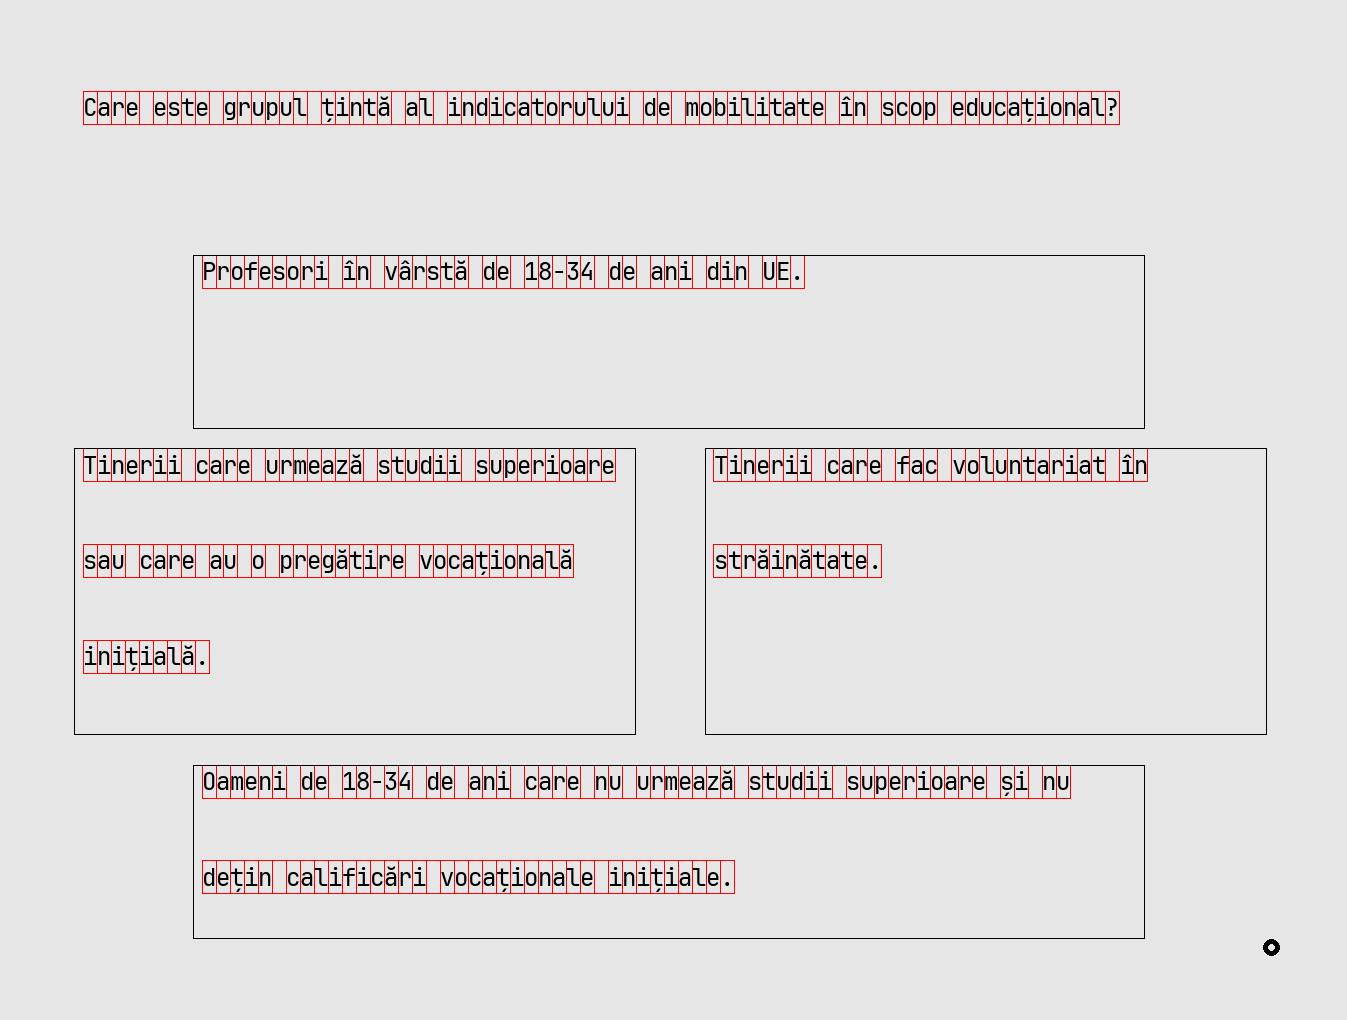 Care este grupul țintă al indicatorului de mobilitate în scop educațional?
Profesori în vârstă de 18-34 de ani din UE.
Tinerii care urmează studii superioare
sau care au o pregătire vocațională
inițială.
Tinerii care fac voluntariat în
străinătate.
Oameni de 18-34 de ani care nu urmează studii superioare și nu
dețin calificări vocaționale inițiale.